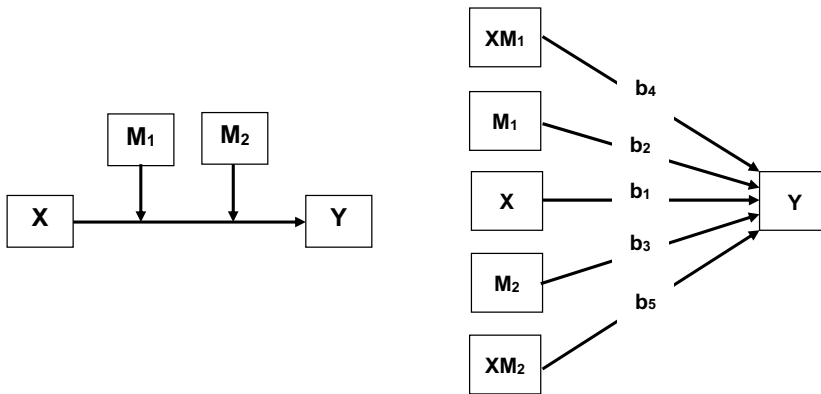 M₁
M₂
X
Y
XM₁
b₄
M₁
b₂
X
b₁
Y
b₃
M₂
b₅
XM₂